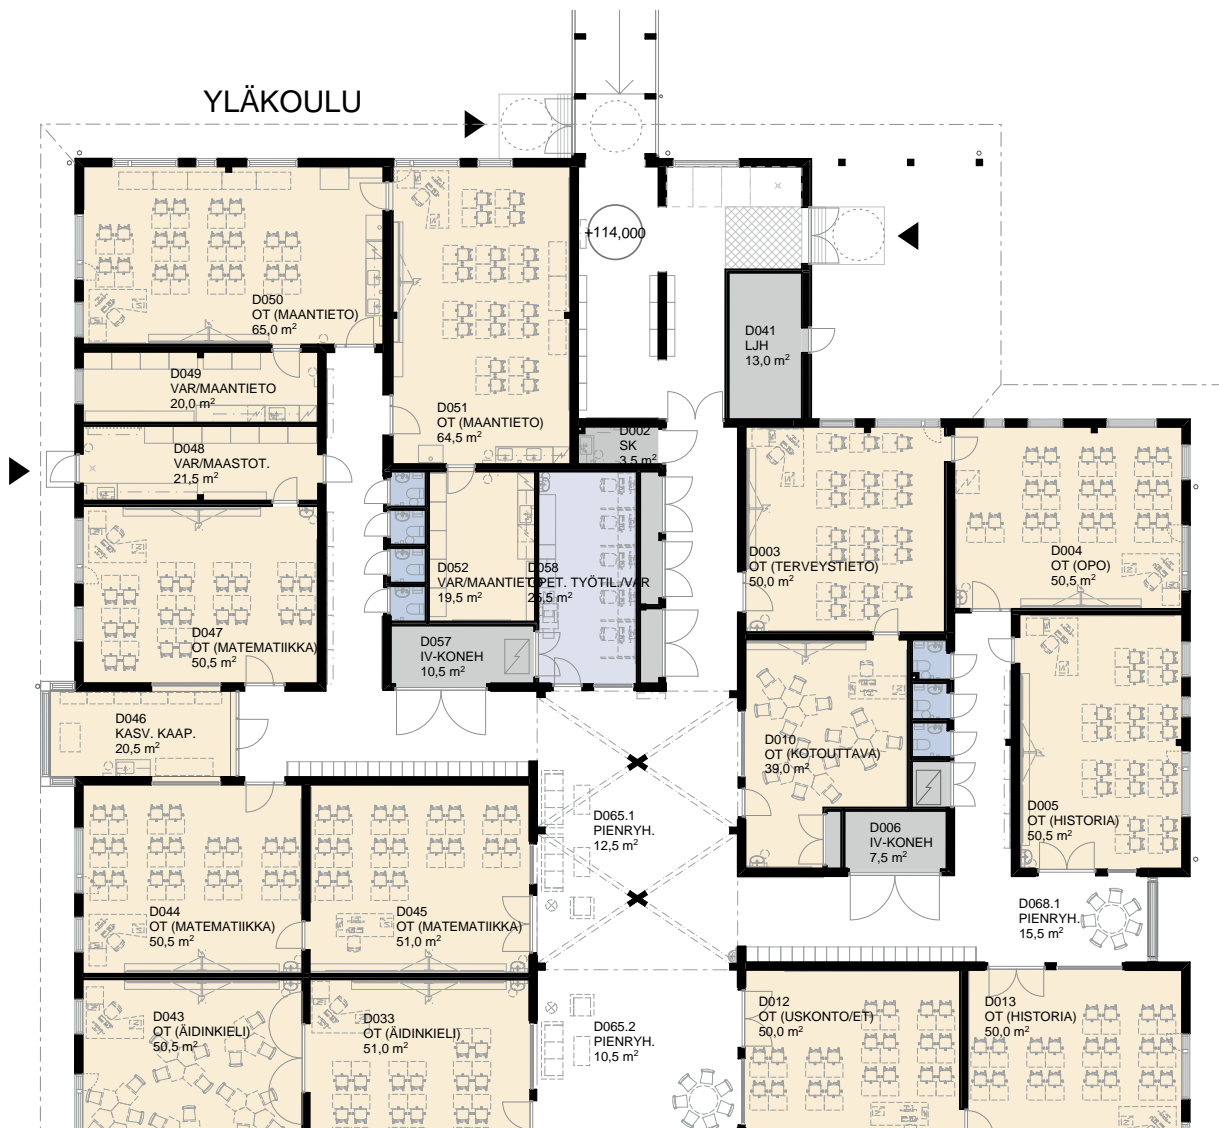 YLÄKOULU
+114,000
D050
OT (MAANTIETO)
65,0 m²
D041
LJH
13,0 m²
D049
VAR/MAANTIETO
20,0 m²
D051
OT (MAANTIETO)
64,5 m²
D002
SK
3,5 m²
D048
VAR/MAASTOT.
21,5 m²
D052
VAR/MAANTIETO
19,5 m²
D058
OPET. TYÖTIL./VAR
26,5 m²
D003
OT (TERVEYSTIETO)
50,0 m²
D004
OT (OPO)
50,5 m²
D047
OT (MATEMATIIKKA)
50,5 m²
D057
IV-KONEH
10,5 m²
D046
KASV. KAAP.
20,5 m²
D010
OT (KOTOUTTAVA)
39,0 m²
D005
OT (HISTORIA)
50,5 m²
D065.1
PIENRYH.
12,5 m²
D006
IV-KONEH
7,5 m²
D044
OT (MATEMATIIKKA)
50,5 m²
D045
OT (MATEMATIIKKA)
51,0 m²
D068.1
PIENRYH.
15,5 m²
D043
OT (ÄIDINKIELI)
50,5 m²
D033
OT (ÄIDINKIELI)
51,0 m²
D065.2
PIENRYH.
10,5 m²
D012
OT (USKONTO/ET)
50,0 m²
D013
OT (HISTORIA)
50,0 m²